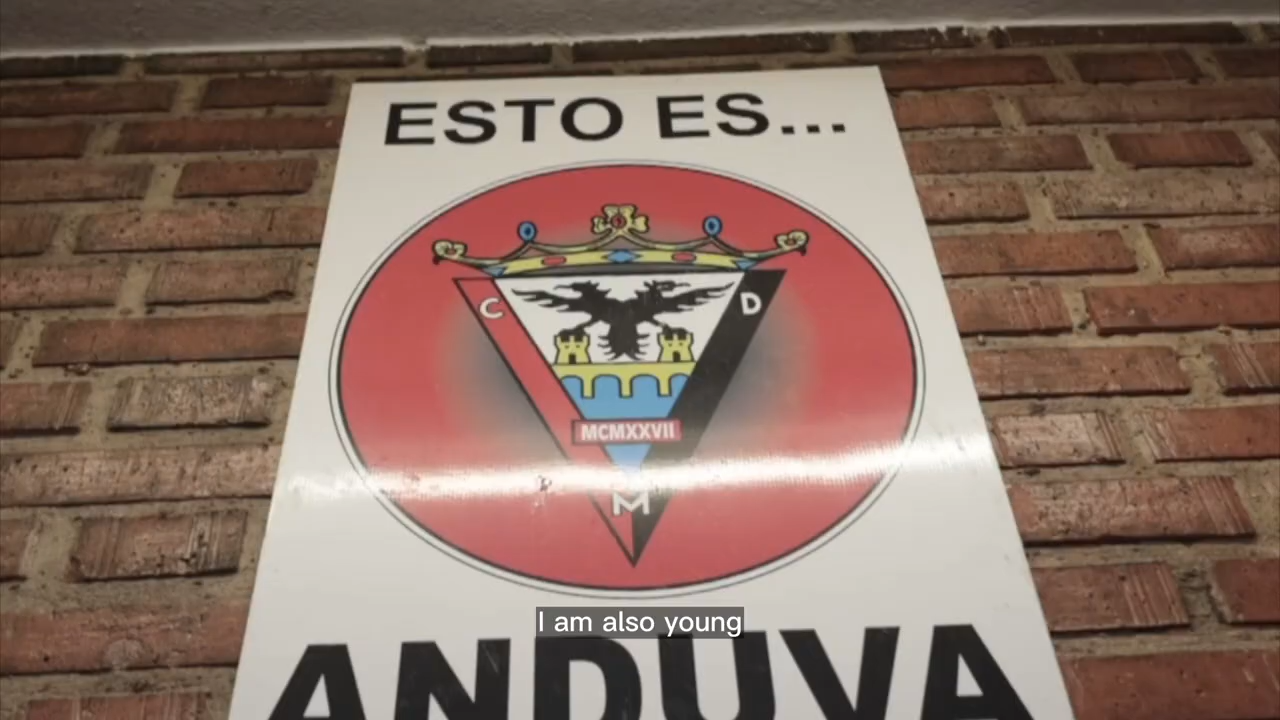 ESTO ES...
C D
MCMXXVII
M
I am also young
ANDUVA